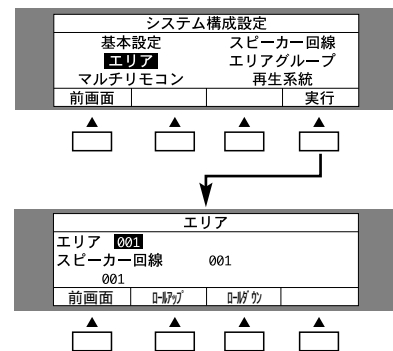 システム構成設定
基本設定 スピーカー回線
エリア エリアグループ
マルチリモコン 再生系統
前画面 実行
エリア
エリア 001
スピーカー回線 001
001
前画面 ﾛｰﾙｱｯﾌﾟ ﾛｰﾙﾀﾞｳﾝ